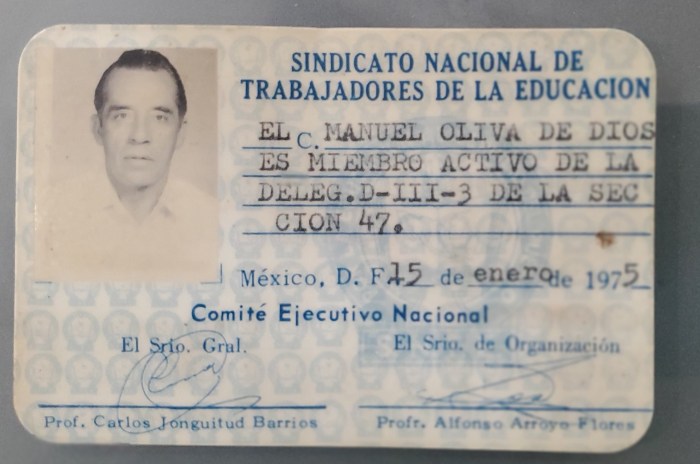 SINDICATO NACIONAL DE
TRABAJADORES DE LA EDUCACION
EL C. MANUEL OLIVA DE DIOS
ES MIEMBRO ACTIVO DE LA
DELEG.D-III-3 DE LA SEC
CION 47.
México, D. F. 15 de enero de 1975
Comité Ejecutivo Nacional
El Srio. Gral. El Srio. de Organización
Prof. Carlos Jonguitud Barrios Profr. Alfonso Arroyo Flores